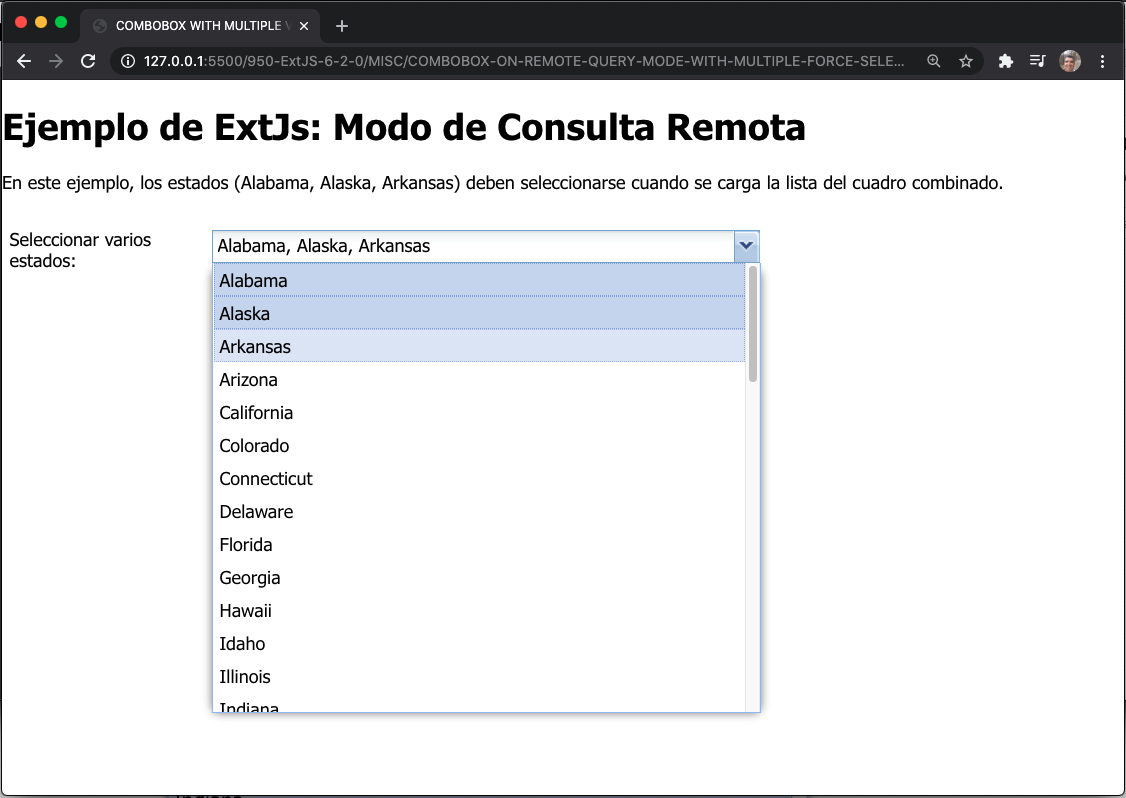 COMBOBOX WITH MULTIPLE
127.0.0.1:5500/950-ExtJS-6-2-0/MISC/COMBOBOX-ON-REMOTE-QUERY-MODE-WITH-MULTIPLE-FORCE-SELE...
Ejemplo de ExtJs: Modo de Consulta Remota
En este ejemplo, los estados (Alabama, Alaska, Arkansas) deben seleccionarse cuando se carga la lista del cuadro combinado.
Seleccionar varios
estados:
Alabama, Alaska, Arkansas
Alabama
Alaska
Arkansas
Arizona
California
Colorado
Connecticut
Delaware
Florida
Georgia
Hawaii
Idaho
Illinois
Indiana